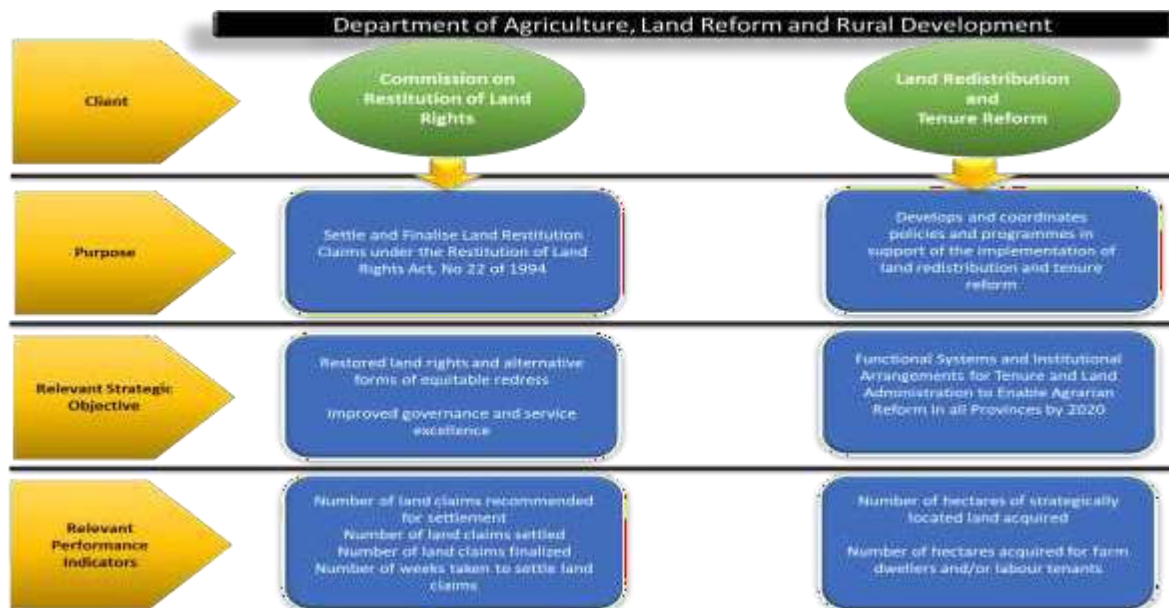 Department of Agriculture, Land Reform and Rural Development
Client
Commission on
Restitution of Land
Rights
Land Redistribution
and
Tenure Reform
Purpose
Settle and Finalise Land Restitution
Claims under the Restitution of Land
Rights Act, No 22 of 1994
Develops and coordinates
policies and programmes in
support of the implementation of
land redistribution and tenure
reform
Relevant Strategic
Objective
Restored land rights and alternative
forms of equitable redress
Improved governance and service
excellence
Functional Systems and Institutional
Arrangements for Tenure and Land
Administration to Enable Agrarian
Reform in all Provinces by 2020
Relevant
Performance
Indicators
Number of land claims recommended
for settlement
Number of land claims settled
Number of land claims finalized
Number of weeks taken to settle land
claims
Number of hectares of strategically
located land acquired
Number of hectares acquired for farm
dwellers and/or labour tenants